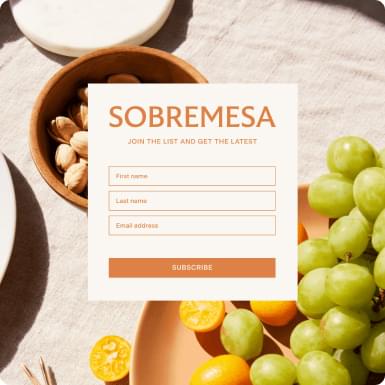 SOBREMESA
JOIN THE LIST AND GET THE LATEST
First name
Last name
Email address
SUBSCRIBE